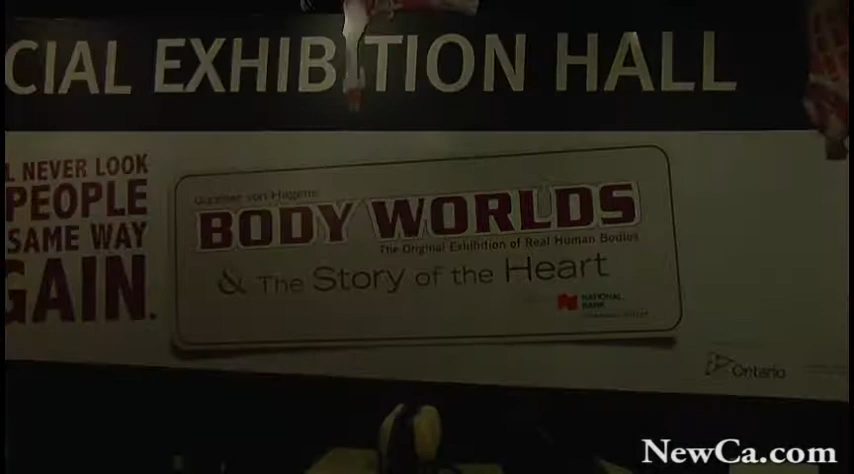 CIAL EXHIBITION HALL
L NEVER LOOK
PEOPLE
SAME WAY
GAIN.
Gunther von Hagens'
BODY WORLDS
The Original Exhibition of Real Human Bodies
& The Story of the Heart
NATIONAL
BANK
Ontario
NewCa.com